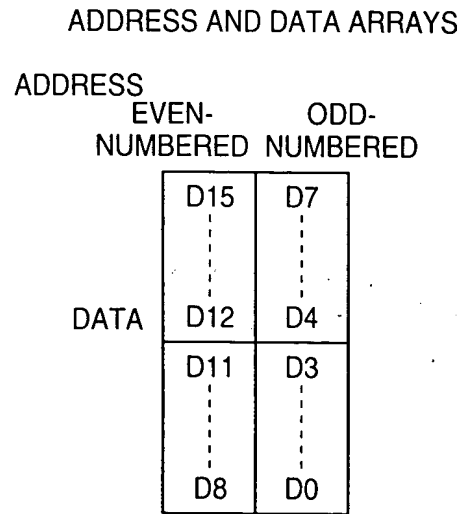 ADDRESS AND DATA ARRAYS
ADDRESS
EVEN- ODD-
NUMBERED NUMBERED
D15 D7
DATA D12 D4
D11 D3
D8 D0